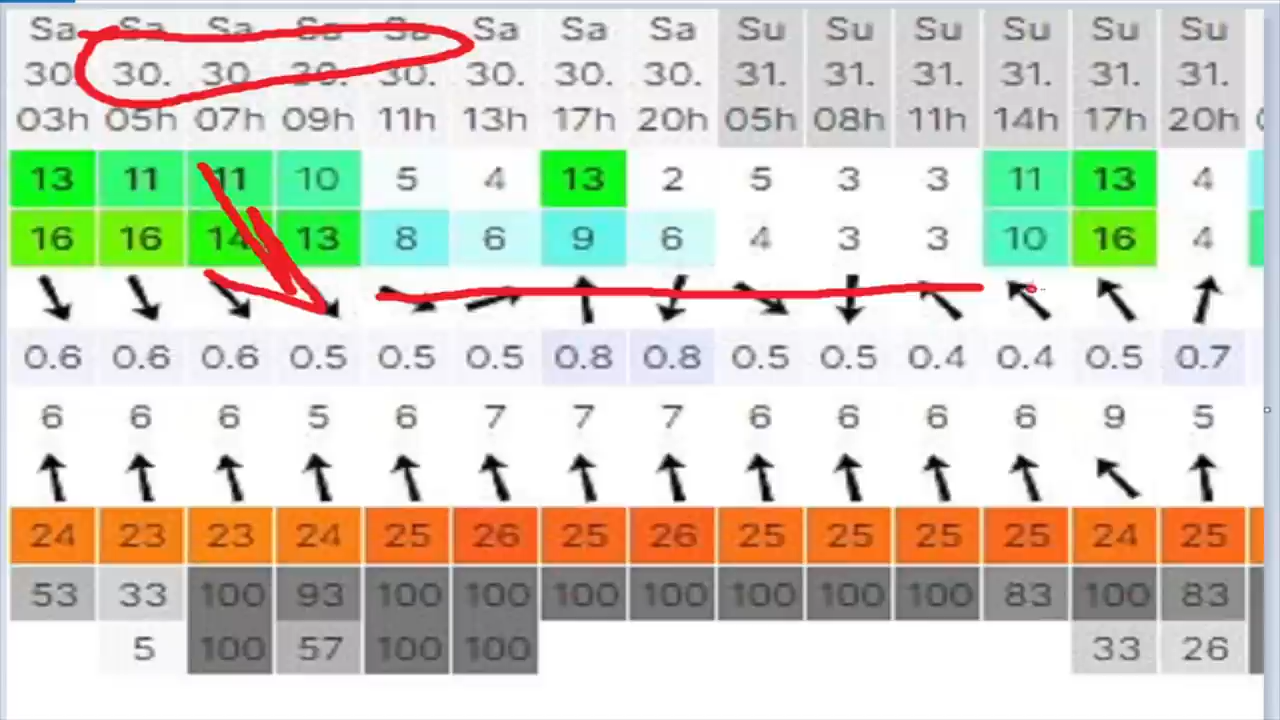 Sa Sa Sa Sa Sa Sa Sa Sa Su Su Su Su Su Su
30. 30. 30. 30. 30. 30. 30. 30. 31. 31. 31. 31. 31. 31.
03h 05h 07h 09h 11h 13h 17h 20h 05h 08h 11h 14h 17h 20h
13 11 11 10 5 4 13 2 5 3 3 11 13 4
16 16 14 13 8 6 9 6 4 3 3 10 16 4
0.6 0.6 0.6 0.5 0.5 0.5 0.8 0.8 0.5 0.5 0.4 0.4 0.5 0.7
6 6 6 5 6 7 7 7 6 6 6 6 9 5
24 23 23 24 25 26 25 26 25 25 25 25 24 25
53 33 100 93 100 100 100 100 100 100 100 83 100 83
5 100 57 100 100 33 26